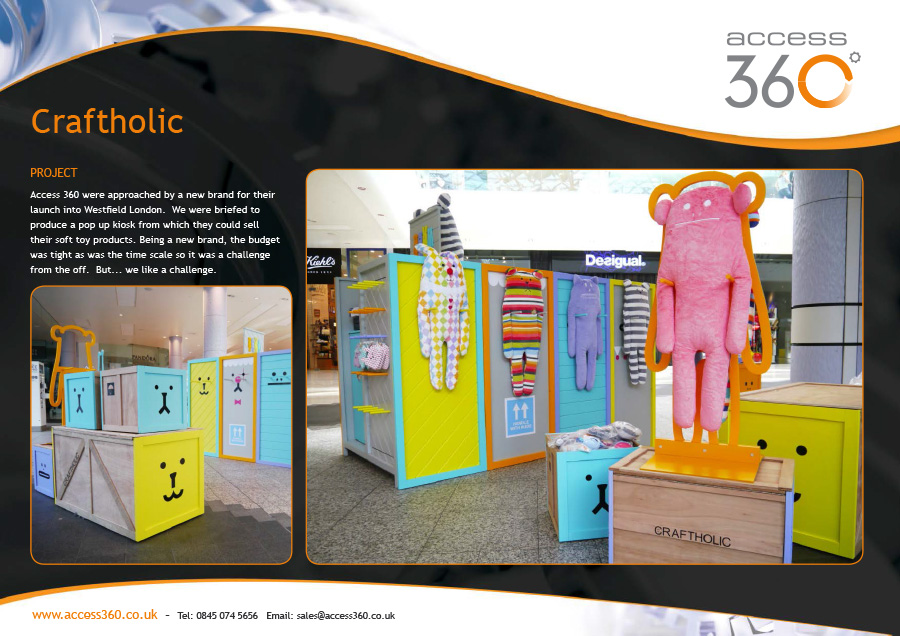 access
360°
Craftholic
PROJECT
Access 360 were approached by a new brand for their
launch into Westfield London. We were briefed to
produce a pop up kiosk from which they could sell
their soft toy products. Being a new brand, the budget
was tight as was the time scale so it was a challenge
from the off. But... we like a challenge.
PANDORA
Kiehl's
SINCE 1851
Desigual.
CRAFTHOLIC
www.access360.co.uk - Tel: 0845 074 5656 Email: sales@access360.co.uk